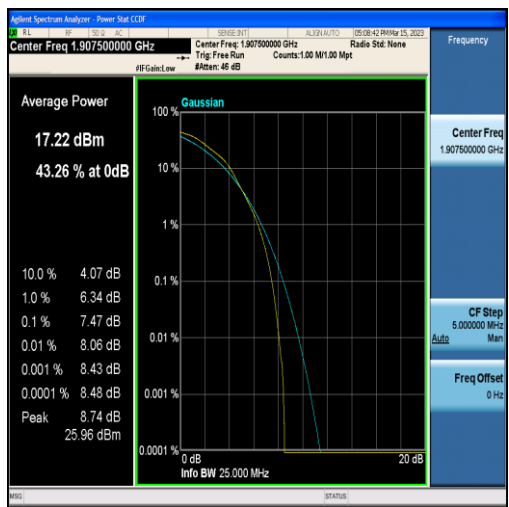 Agilent Spectrum Analyzer - Power Stat CCDF
RL RF 50 Ω AC SENSE:INT ALIGN AUTO 05:08:42 PM Mar 15, 2023
Center Freq 1.907500000 GHz
Center Freq: 1.907500000 GHz Radio Std: None
Trig: Free Run Counts:1.00 M/1.00 Mpt
#IFGain:Low #Atten: 46 dB
Frequency
Average Power
17.22 dBm
43.26 % at 0dB
10.0 % 4.07 dB
1.0 % 6.34 dB
0.1 % 7.47 dB
0.01 % 8.06 dB
0.001 % 8.43 dB
0.0001 % 8.48 dB
Peak 8.74 dB
25.96 dBm
Gaussian
100 %
10 %
1 %
0.1 %
0.01 %
0.001 %
0.0001 %
0 dB 20 dB
Info BW 25.000 MHz
Center Freq
1.907500000 GHz
CF Step
5.000000 MHz
Auto Man
Freq Offset
0 Hz
MSG STATUS